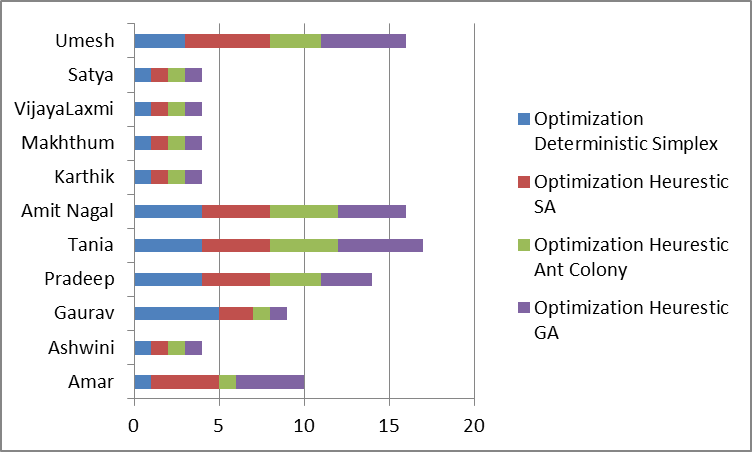 Umesh
Satya
VijayaLaxmi
Makhthum
Karthik
Amit Nagal
Tania
Pradeep
Gaurav
Ashwini
Amar
0 5 10 15 20
Optimization
Deterministic Simplex
Optimization Heurestic
SA
Optimization Heurestic
Ant Colony
Optimization Heurestic
GA